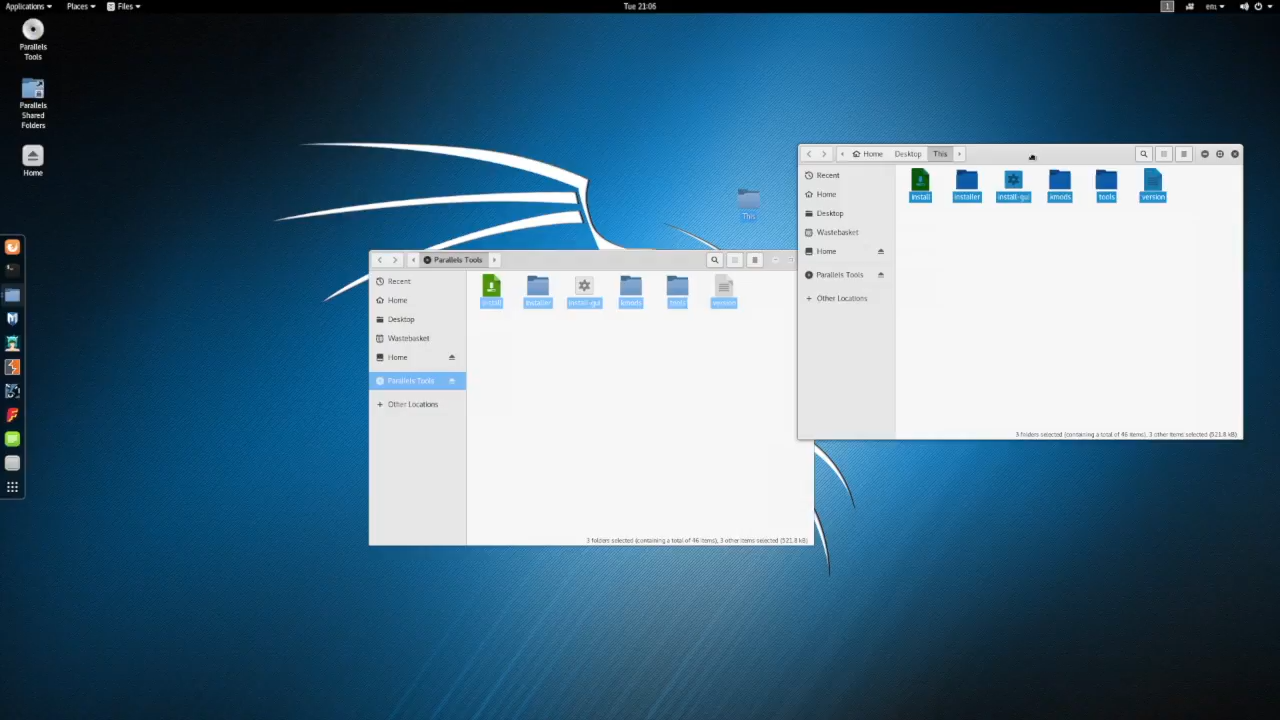 Applications Places Files Tue 21:06 1 en₁
Parallels
Tools
Parallels
Shared
Folders
Home
This
Home Desktop This
Recent
Home
Desktop
Wastebasket
Home
Parallels Tools
Other Locations
install installer install-gui kmods tools version
3 folders selected (containing a total of 46 items), 3 other items selected (521.8 kB)
Parallels Tools
Recent
Home
Desktop
Wastebasket
Home
Parallels Tools
Other Locations
install installer install-gui kmods tools version
3 folders selected (containing a total of 46 items), 3 other items selected (521.8 kB)